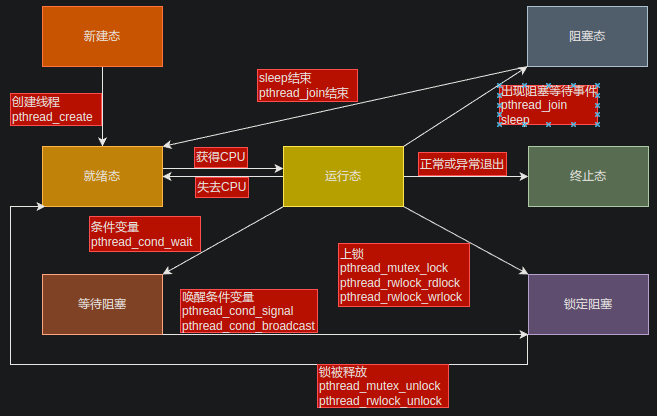 新建态
阻塞态
sleep结束
pthread_join结束
出现阻塞等待事件
pthread_join
sleep
创建线程
pthread_create
就绪态
获得CPU
失去CPU
运行态
正常或异常退出
终止态
条件变量
pthread_cond_wait
上锁
pthread_mutex_lock
pthread_rwlock_rdlock
pthread_rwlock_wrlock
等待阻塞
唤醒条件变量
pthread_cond_signal
pthread_cond_broadcast
锁定阻塞
锁被释放
pthread_mutex_unlock
pthread_rwlock_unlock